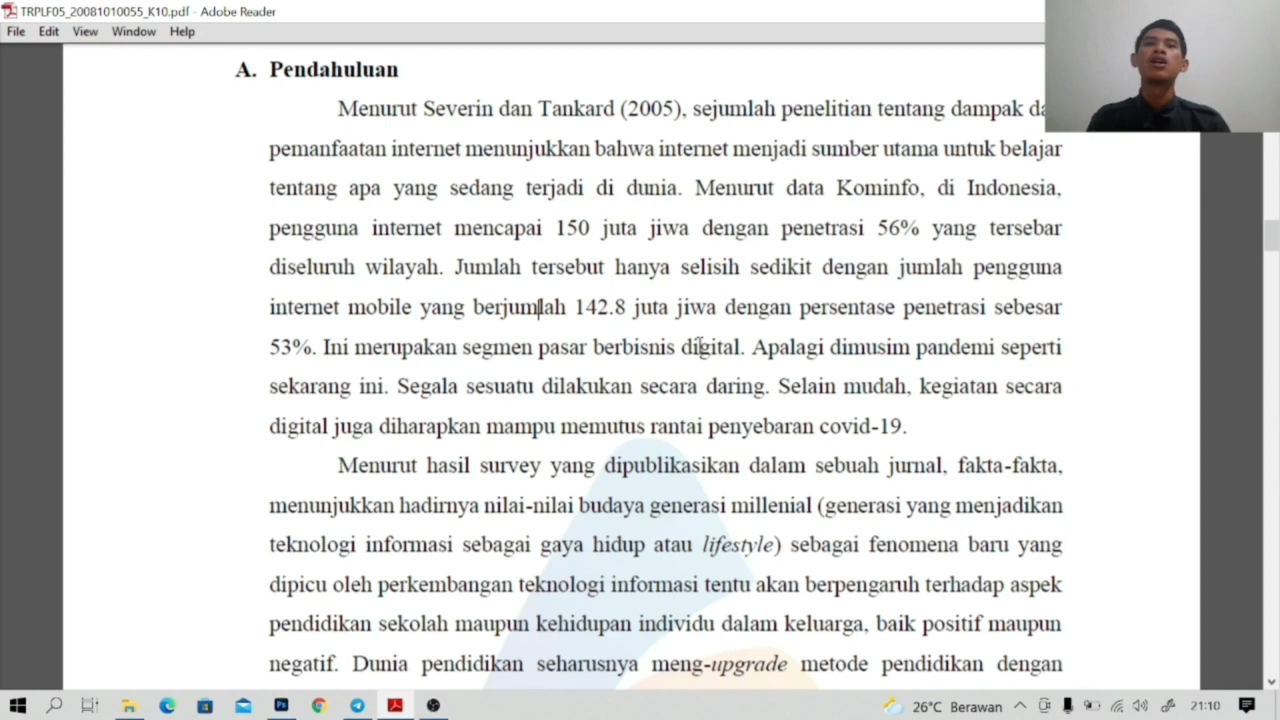 TRPLF05_20081010055_K10.pdf - Adobe Reader
File Edit View Window Help
A. Pendahuluan
Menurut Severin dan Tankard (2005), sejumlah penelitian tentang dampak
pemanfaatan internet menunjukkan bahwa internet menjadi sumber utama untuk belajar
tentang apa yang sedang terjadi di dunia. Menurut data Kominfo, di Indonesia,
pengguna internet mencapai 150 juta jiwa dengan penetrasi 56% yang tersebar
diseluruh wilayah. Jumlah tersebut hanya selisih sedikit dengan jumlah pengguna
internet mobile yang berjumlah 142.8 juta jiwa dengan persentase penetrasi sebesar
53%. Ini merupakan segmen pasar berbisnis digital. Apalagi dimusim pandemi seperti
sekarang ini. Segala sesuatu dilakukan secara daring. Selain mudah, kegiatan secara
digital juga diharapkan mampu memutus rantai penyebaran covid-19.
Menurut hasil survey yang dipublikasikan dalam sebuah jurnal, fakta-fakta,
menunjukkan hadirnya nilai-nilai budaya generasi millenial (generasi yang menjadikan
teknologi informasi sebagai gaya hidup atau lifestyle) sebagai fenomena baru yang
dipicu oleh perkembangan teknologi informasi tentu akan berpengaruh terhadap aspek
pendidikan sekolah maupun kehidupan individu dalam keluarga, baik positif maupun
negatif. Dunia pendidikan seharusnya meng-upgrade metode pendidikan dengan
26°C Berawan 21:10